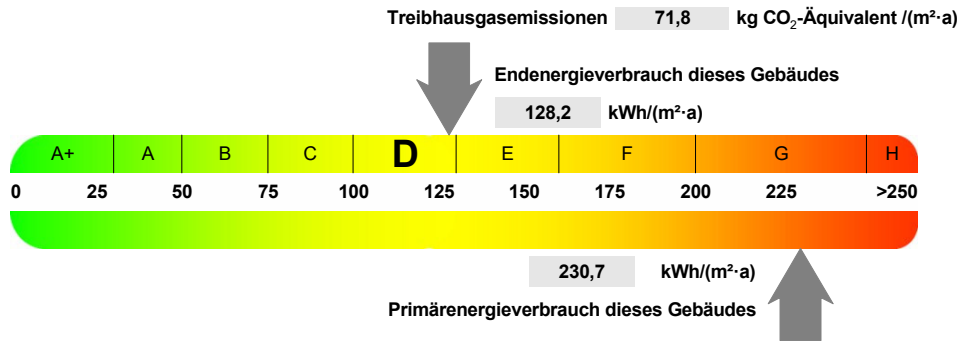 Treibhausgasemissionen 71,8 kg CO₂-Äquivalent /(m²·a)
Endenergieverbrauch dieses Gebäudes
128,2 kWh/(m²·a)
A+ A B C D E F G H
0 25 50 75 100 125 150 175 200 225 >250
230,7 kWh/(m²·a)
Primärenergieverbrauch dieses Gebäudes